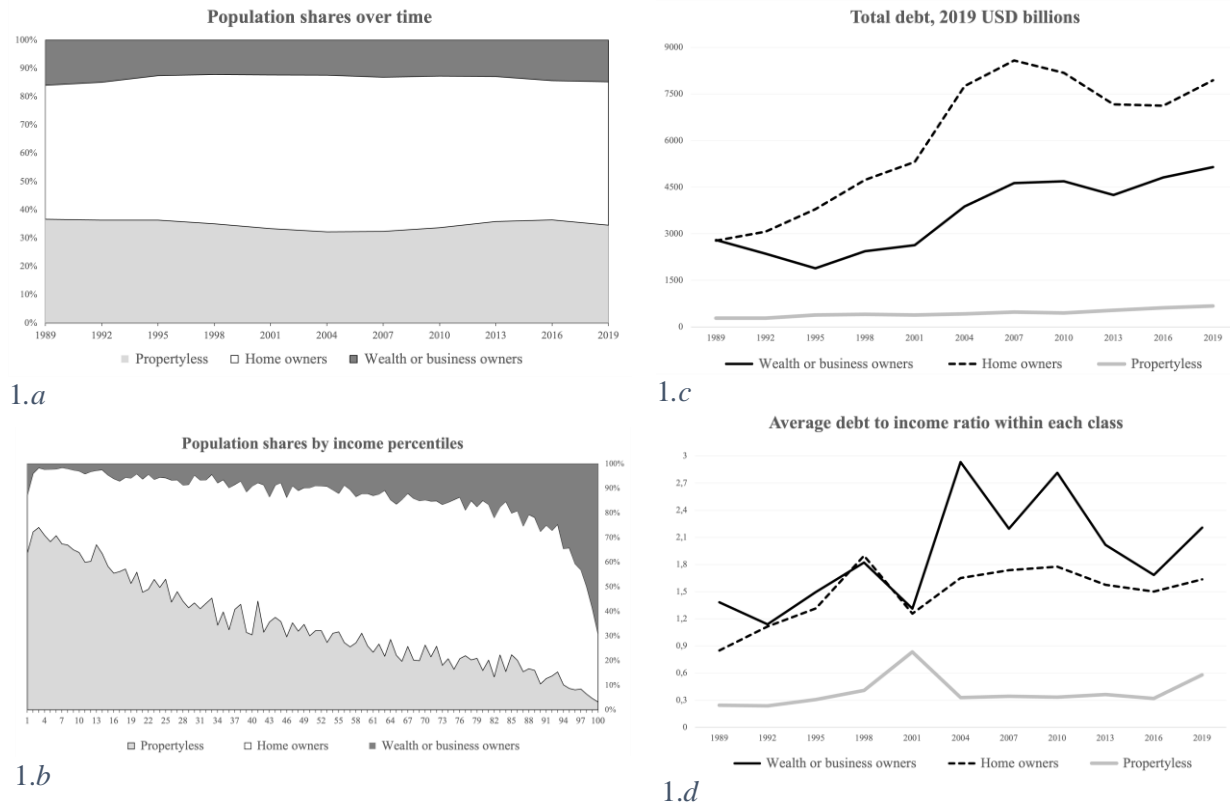 Population shares over time
100%
90%
80%
70%
60%
50%
40%
30%
20%
10%
0%
1989 1992 1995 1998 2001 2004 2007 2010 2013 2016 2019
Propertyless Home owners Wealth or business owners
1.a
Population shares by income percentiles
100%
90%
80%
70%
60%
50%
40%
30%
20%
10%
0%
1 4 7 10 13 16 19 22 25 28 31 34 37 40 43 46 49 52 55 58 61 64 67 70 73 76 79 82 85 88 91 94 97 100
Propertyless Home owners Wealth or business owners
1.b
Total debt, 2019 USD billions
9000
7500
6000
4500
3000
1500
0
1989 1992 1995 1998 2001 2004 2007 2010 2013 2016 2019
Wealth or business owners Home owners Propertyless
1.c
Average debt to income ratio within each class
3
2,7
2,4
2,1
1,8
1,5
1,2
0,9
0,6
0,3
0
1989 1992 1995 1998 2001 2004 2007 2010 2013 2016 2019
Wealth or business owners Home owners Propertyless
1.d